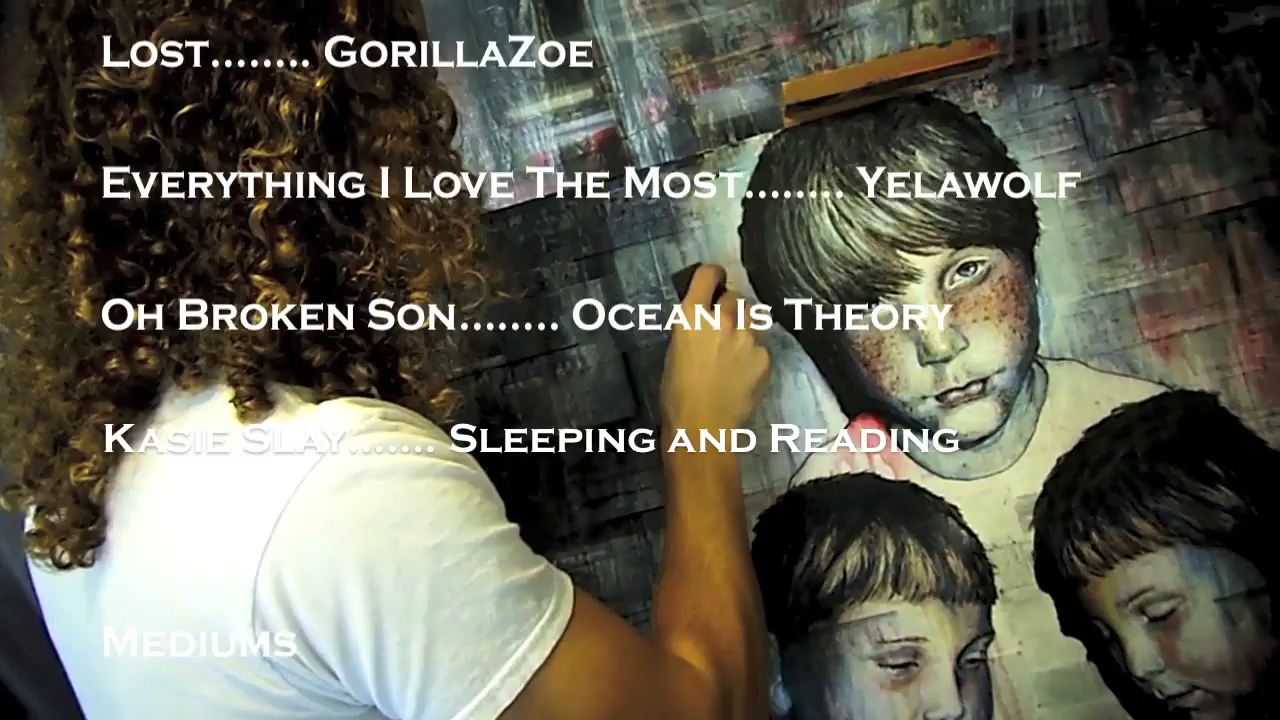 Lost........ GorillaZoe
Everything I Love The Most........ Yelawolf
Oh Broken Son........ Ocean Is Theory
Kasie Slay....... Sleeping and Reading
Mediums